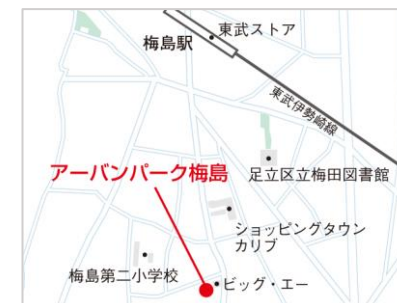 東武ストア
梅島駅
東武伊勢崎線
アーバンパーク梅島
足立区立梅田図書館
ショッピングタウン
カリブ
梅島第二小学校
ビッグ・エー